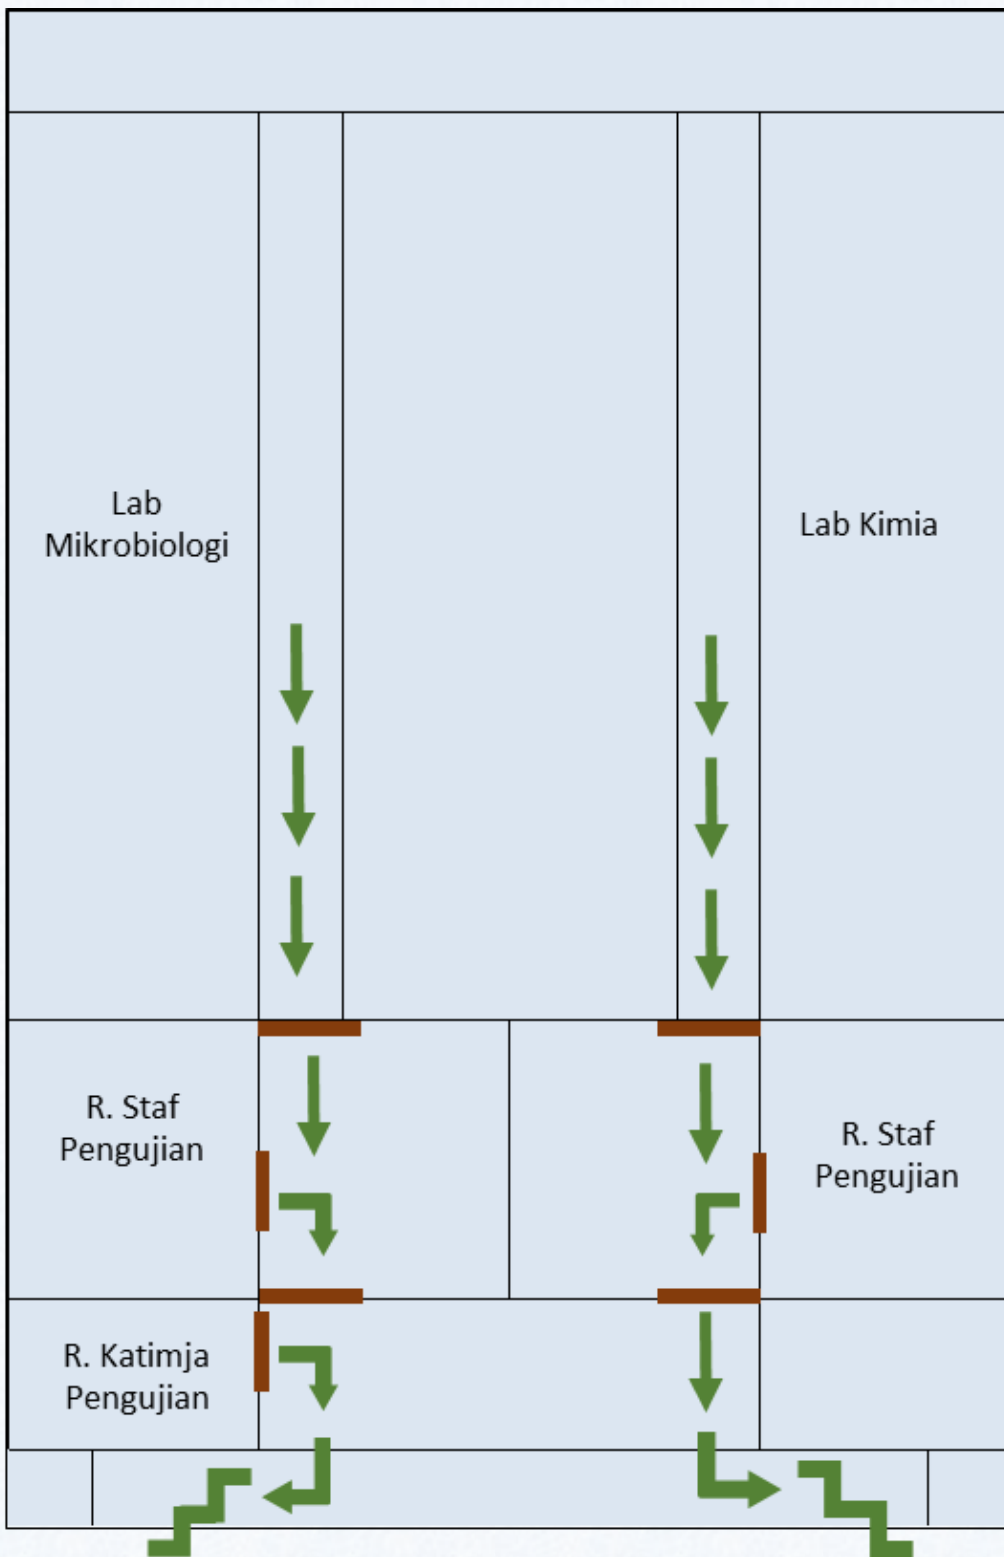 Lab
Mikrobiologi
Lab Kimia
R. Staf
Pengujian
R. Staf
Pengujian
R. Katimja
Pengujian